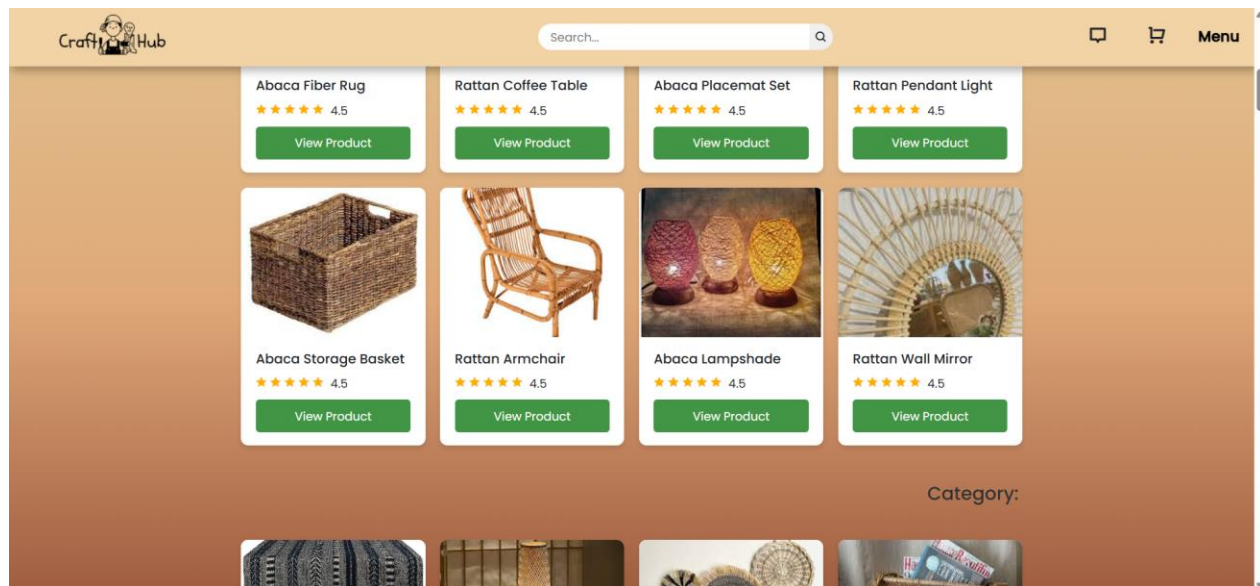 Craft Hub
Search...
Menu
Abaca Fiber Rug
Rattan Coffee Table
Abaca Placemat Set
Rattan Pendant Light
4.5
4.5
4.5
4.5
View Product
View Product
View Product
View Product
Abaca Storage Basket
Rattan Armchair
Abaca Lampshade
Rattan Wall Mirror
4.5
4.5
4.5
4.5
View Product
View Product
View Product
View Product
Category: